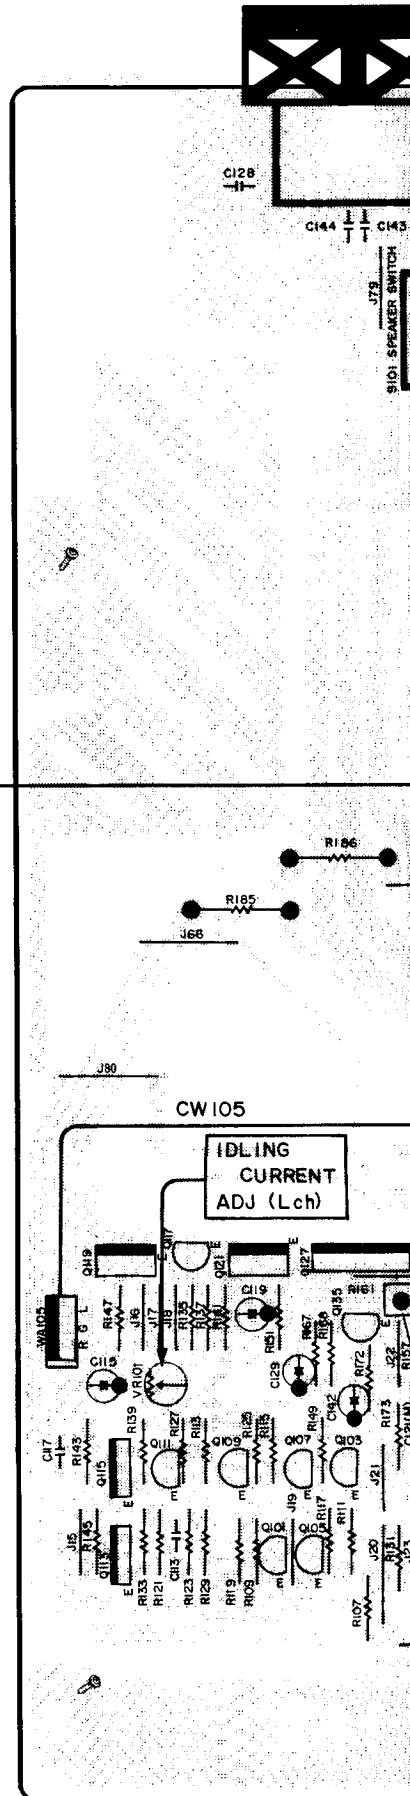 C128
C144
C143
J79
S101 SPEAKER SWITCH
R186
R185
J66
J80
CW105
IDLING
CURRENT
ADJ (Lch)
Q119
E
Q117
E
Q121
E
Q127
WA105
R G L
R147
J16
J17
J18
R135
C119
R151
R167
R168
Q135
E
R161
C115
VR101
C129
R172
C142
J22
R157
R173
C117
R143
Q115
E
R139
Q111
E
R127
Q109
E
R125
R115
Q107
E
R149
Q103
E
J21
J15
R145
Q113
E
R133
R121
C113
R123
R129
R119
R109
Q101
E
J19
Q105
E
R117
R111
R107
J20
R131
J23